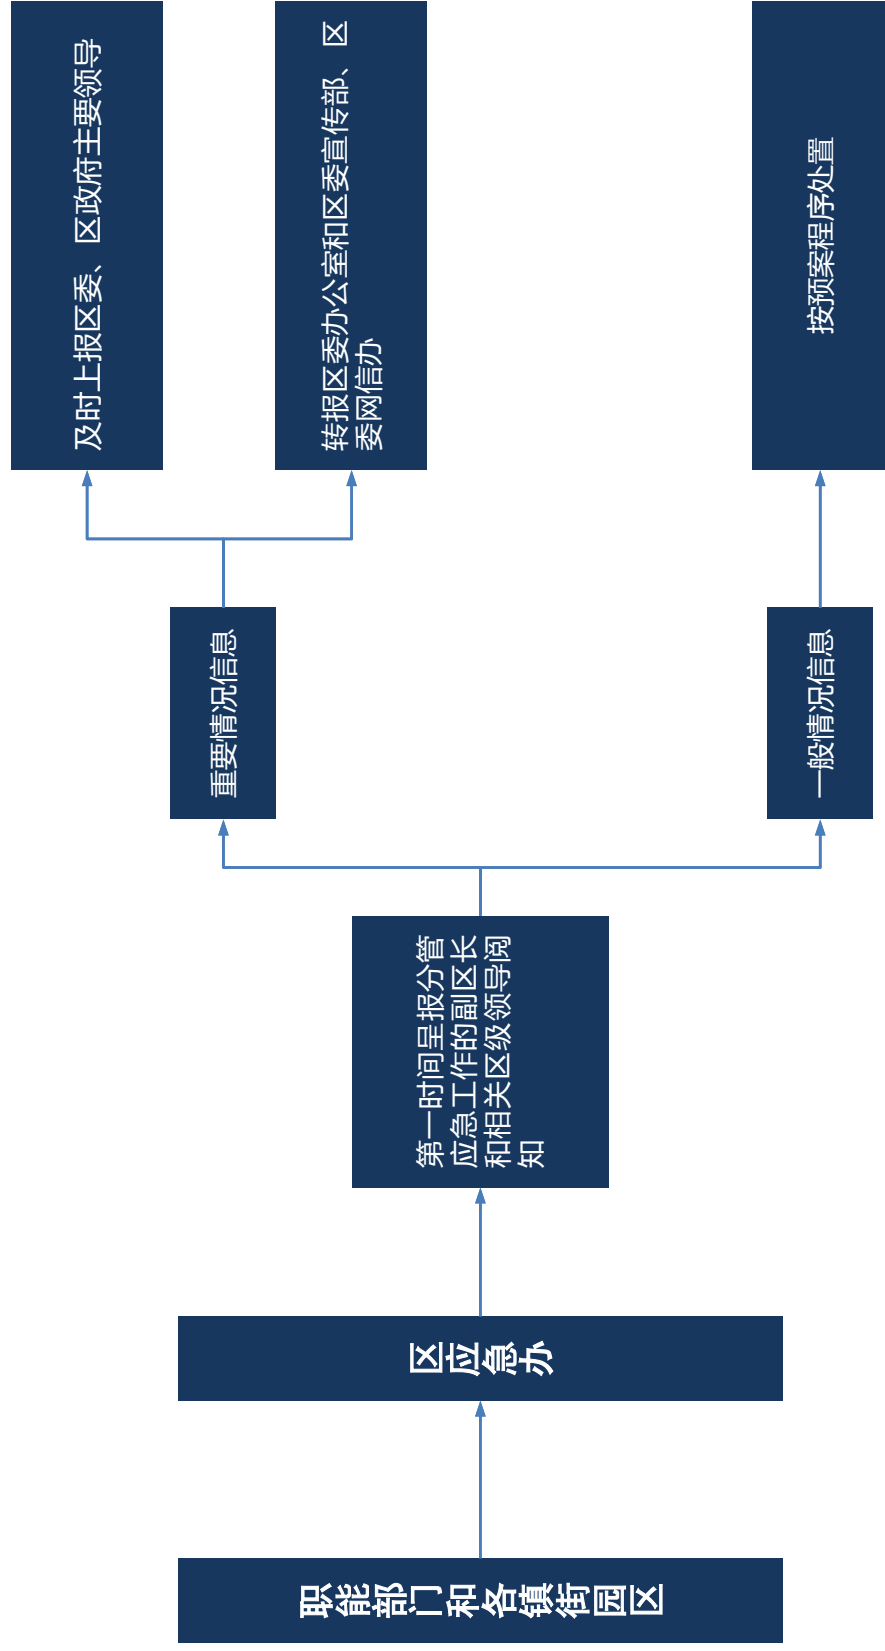 职能部门和各镇街园区
区应急办
第一时间呈报分管
应急工作的副区长
和相关区级领导阅
知
重要情况信息
一般情况信息
及时上报区委、区政府主要领导
转报区委办公室和区委宣传部、区
委网信办
按预案程序处置